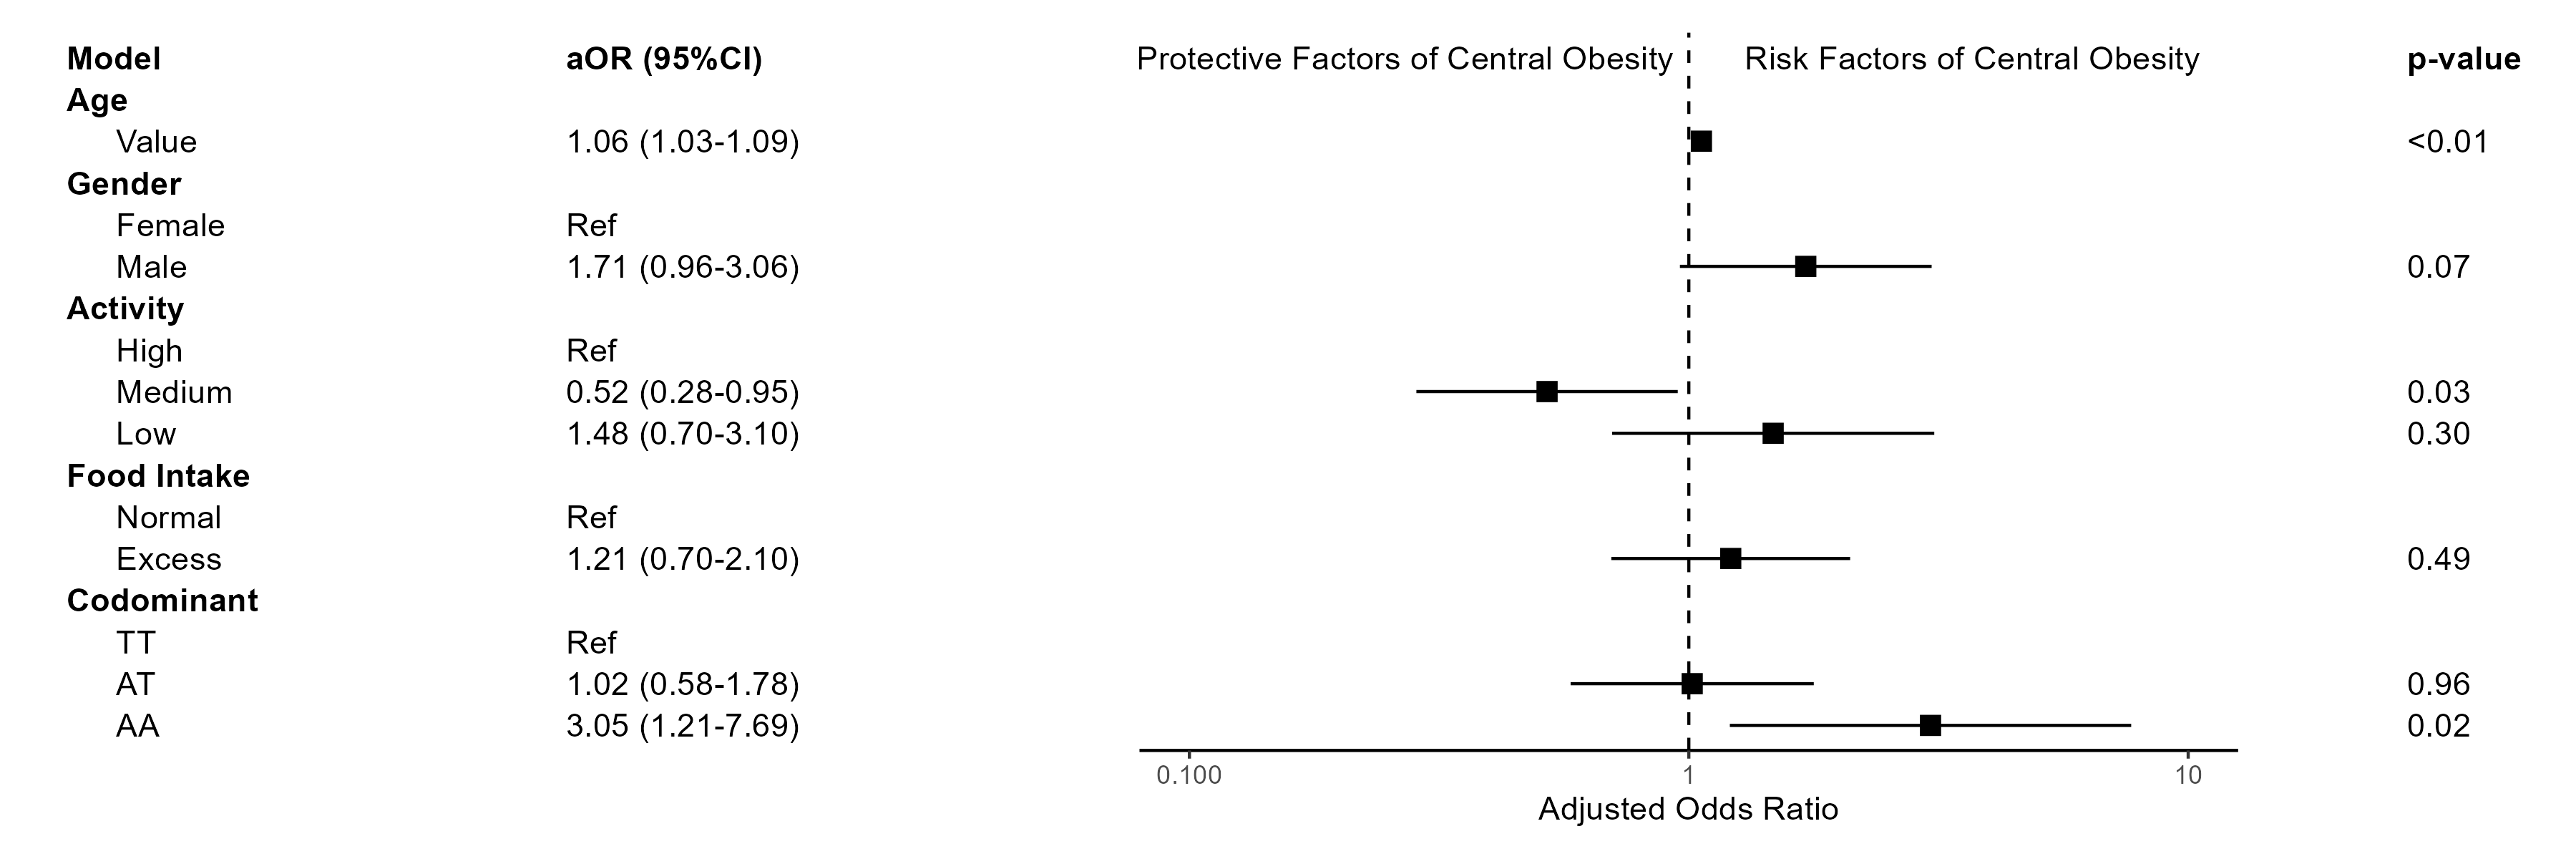 Model aOR (95%CI) Protective Factors of Central Obesity Risk Factors of Central Obesity p-value
Age
Value 1.06 (1.03-1.09) <0.01
Gender
Female Ref
Male 1.71 (0.96-3.06) 0.07
Activity
High Ref
Medium 0.52 (0.28-0.95) 0.03
Low 1.48 (0.70-3.10) 0.30
Food Intake
Normal Ref
Excess 1.21 (0.70-2.10) 0.49
Codominant
TT Ref
AT 1.02 (0.58-1.78) 0.96
AA 3.05 (1.21-7.69) 0.02
0.100 1 10
Adjusted Odds Ratio